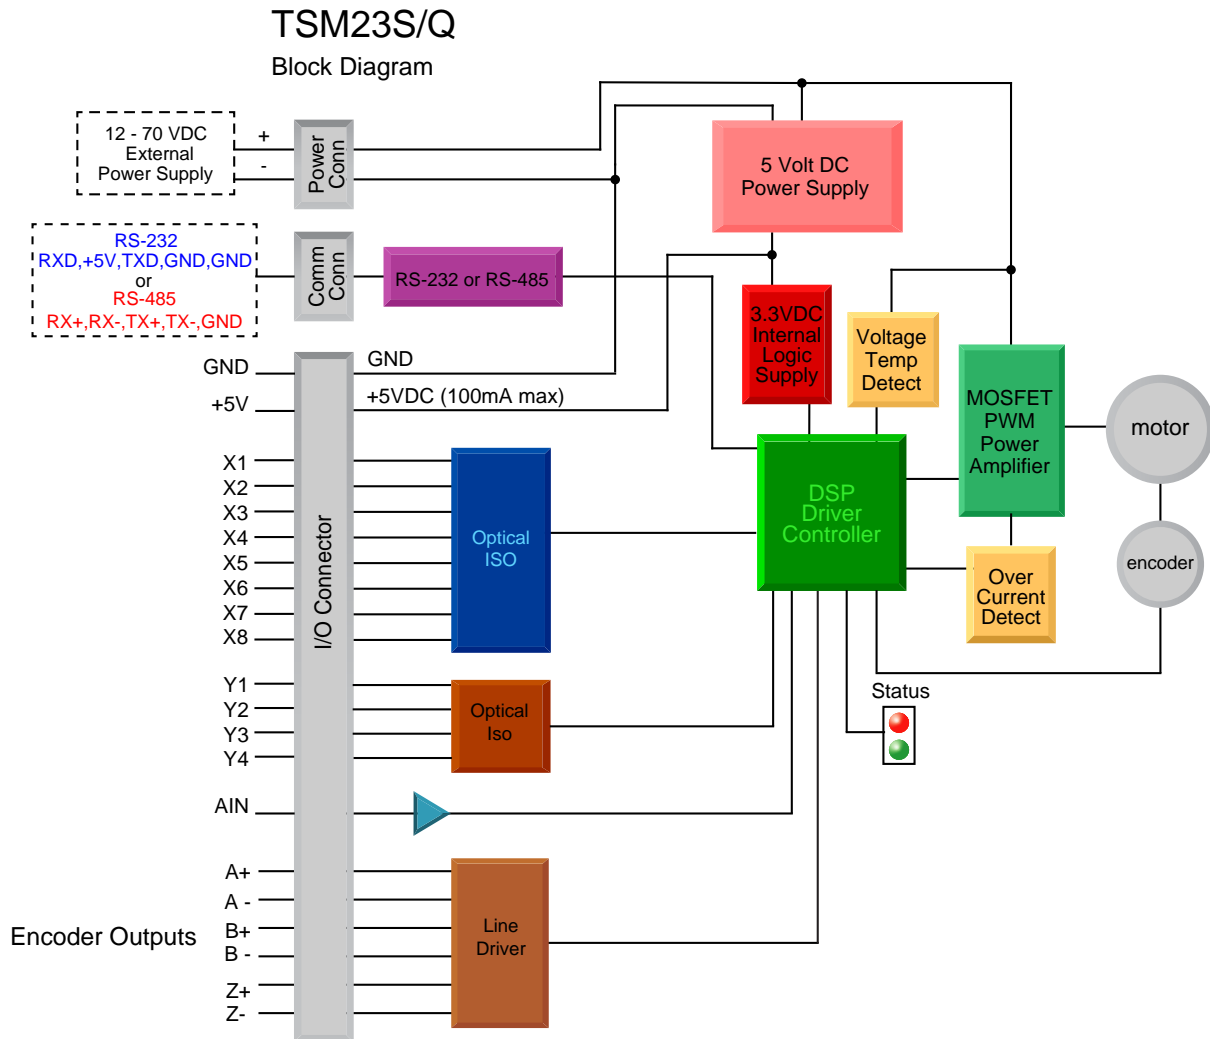 TSM23S/Q
Block Diagram
12 - 70 VDC
External
Power Supply
+
-
Power
Conn
5 Volt DC
Power Supply
RS-232
RXD,+5V,TXD,GND,GND
or
RS-485
RX+,RX-,TX+,TX-,GND
Comm
Conn
RS-232 or RS-485
3.3VDC
Internal
Logic
Supply
Voltage
Temp
Detect
MOSFET
PWM
Power
Amplifier
motor
encoder
GND
+5V
GND
+5VDC (100mA max)
I/O Connector
X1
X2
X3
X4
X5
X6
X7
X8
Optical
ISO
DSP
Driver
Controller
Over
Current
Detect
Y1
Y2
Y3
Y4
Optical
Iso
Status
AIN
Encoder Outputs
A+
A -
B+
B -
Z+
Z-
Line
Driver